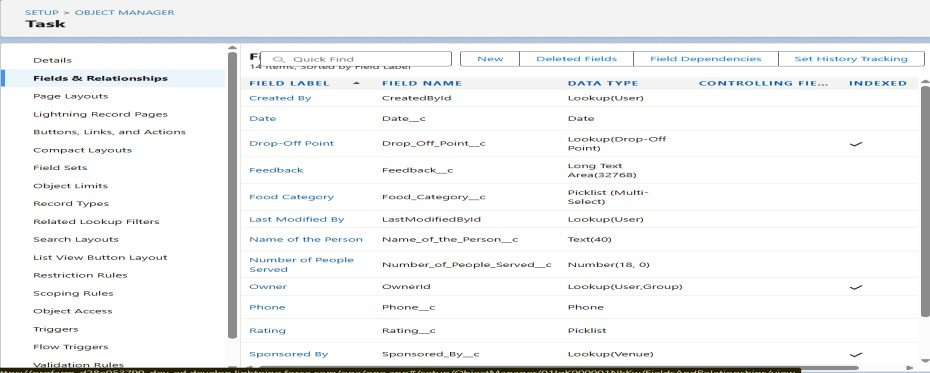 SETUP > OBJECT MANAGER
Task
Details
Fields & Relationships
Page Layouts
Lightning Record Pages
Buttons, Links, and Actions
Compact Layouts
Field Sets
Object Limits
Record Types
Related Lookup Filters
Search Layouts
List View Button Layout
Restriction Rules
Scoping Rules
Object Access
Triggers
Flow Triggers
Validation Rules
Quick Find
New
Deleted Fields
Field Dependencies
Set History Tracking
14 Items, Sorted by Field Label
FIELD LABEL FIELD NAME DATA TYPE CONTROLLING FIE... INDEXED
Created By CreatedById Lookup(User)
Date Date__c Date
Drop-Off Point Drop_Off_Point__c Lookup(Drop-Off
Point)
Feedback Feedback__c Long Text
Area(32768)
Food Category Food_Category__c Picklist (Multi-
Select)
Last Modified By LastModifiedById Lookup(User)
Name of the Person Name_of_the_Person__c Text(40)
Number of People
Served Number_of_People_Served__c Number(18, 0)
Owner OwnerId Lookup(User,Group)
Phone Phone__c Phone
Rating Rating__c Picklist
Sponsored By Sponsored_By__c Lookup(Venue)